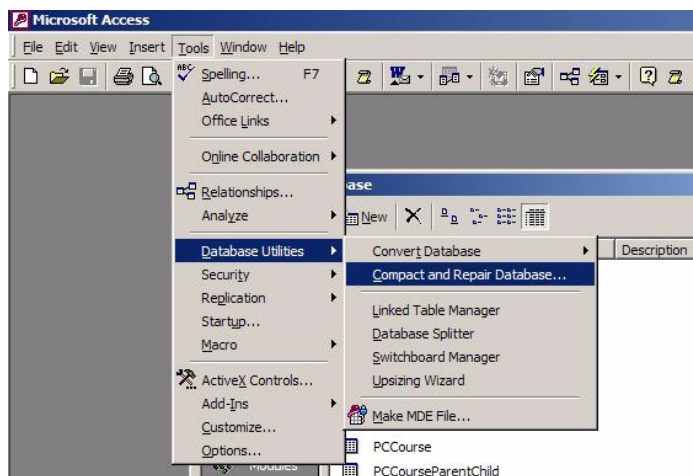 Microsoft Access
File Edit View Insert Tools Window Help
Spelling... F7
AutoCorrect...
Office Links
Online Collaboration
Relationships...
Analyze
Database Utilities
Security
Replication
Startup...
Macro
ActiveX Controls...
Add-Ins
Customize...
Options...
ase
New
Description
Convert Database
Compact and Repair Database...
Linked Table Manager
Database Splitter
Switchboard Manager
Upsizing Wizard
Make MDE File...
PCCourse
Modules
PCCourseParentChild